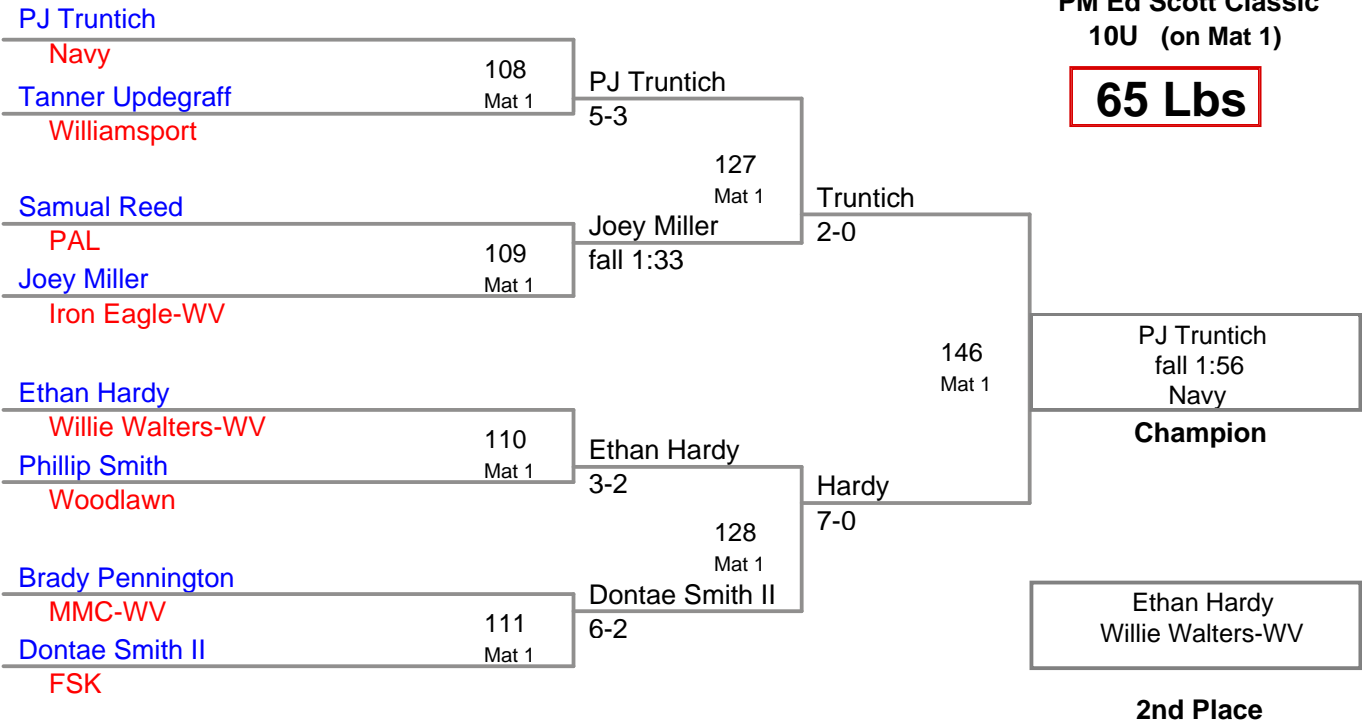 PM Ed Scott Classic
10U (on Mat 1)
65 Lbs
PJ Truntich
Navy
108
Mat 1
Tanner Updegraff
Williamsport
PJ Truntich
5-3
127
Mat 1
Samual Reed
PAL
109
Mat 1
Joey Miller
Iron Eagle-WV
Joey Miller
fall 1:33
Truntich
2-0
146
Mat 1
Ethan Hardy
Willie Walters-WV
110
Mat 1
Phillip Smith
Woodlawn
Ethan Hardy
3-2
128
Mat 1
Brady Pennington
MMC-WV
111
Mat 1
Dontae Smith II
FSK
Dontae Smith II
6-2
Hardy
7-0
PJ Truntich
fall 1:56
Navy
Champion
Ethan Hardy
Willie Walters-WV
2nd Place